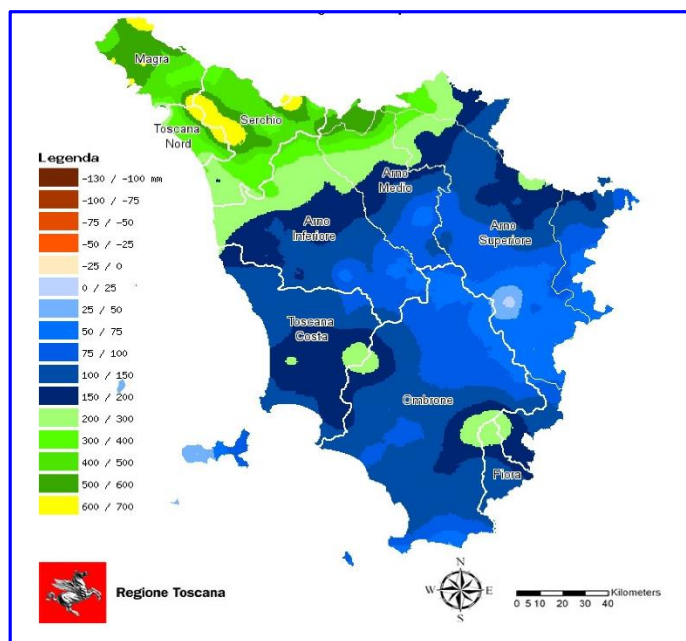 Magra
Serchio
Toscana
Nord
Arno
Medio
Arno
Inferiore
Arno
Superiore
Toscana
Costa
Ombrone
Fiora
Legenda
-130 / -100 mm
-100 / -75
-75 / -50
-50 / -25
-25 / 0
0 / 25
25 / 50
50 / 75
75 / 100
100 / 150
150 / 200
200 / 300
300 / 400
400 / 500
500 / 600
600 / 700
Regione Toscana
N
W E
S
Kilometers
0 5 10 20 30 40